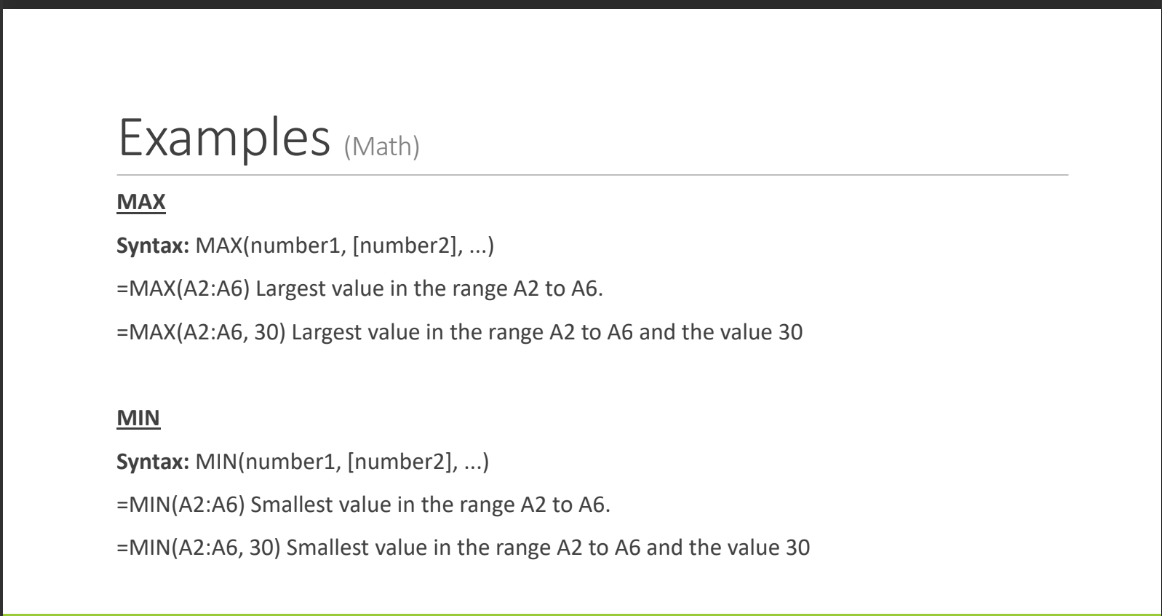 Examples (Math)
MAX
Syntax: MAX(number1, [number2], ...)
=MAX(A2:A6) Largest value in the range A2 to A6.
=MAX(A2:A6, 30) Largest value in the range A2 to A6 and the value 30
MIN
Syntax: MIN(number1, [number2], ...)
=MIN(A2:A6) Smallest value in the range A2 to A6.
=MIN(A2:A6, 30) Smallest value in the range A2 to A6 and the value 30